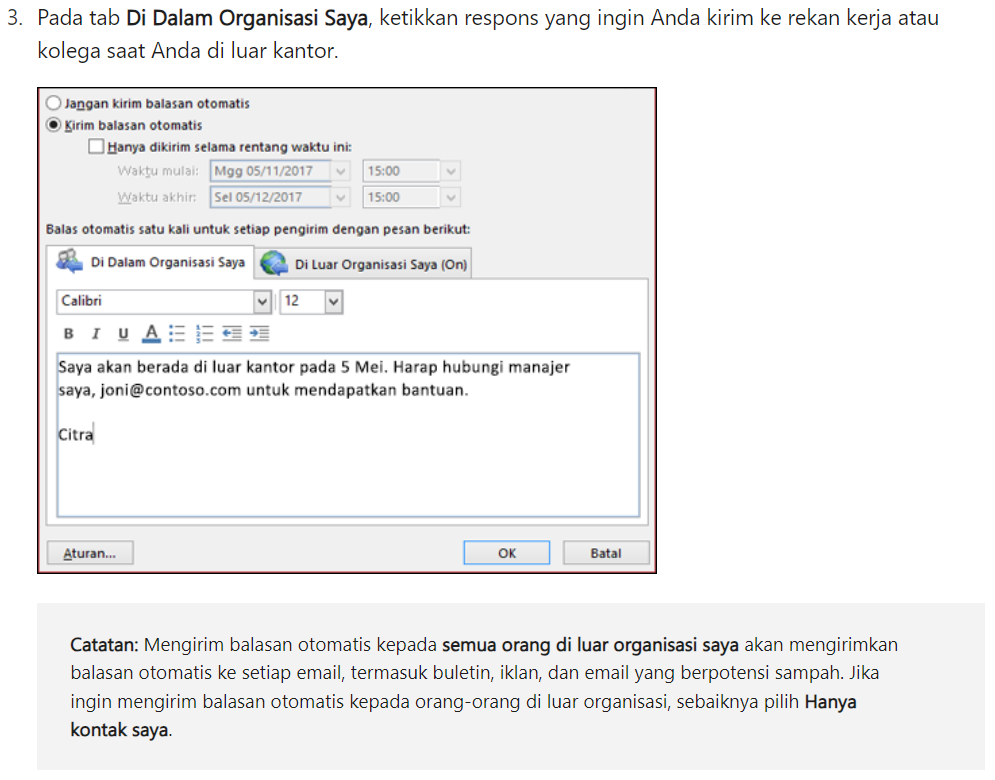 3. Pada tab Di Dalam Organisasi Saya, ketikkan respons yang ingin Anda kirim ke rekan kerja atau
kolega saat Anda di luar kantor.
Jangan kirim balasan otomatis
Kirim balasan otomatis
Hanya dikirim selama rentang waktu ini:
Waktu mulai: Mgg 05/11/2017 15:00
Waktu akhir: Sel 05/12/2017 15:00
Balas otomatis satu kali untuk setiap pengirim dengan pesan berikut:
Di Dalam Organisasi Saya Di Luar Organisasi Saya (On)
Calibri 12
B I U A
Saya akan berada di luar kantor pada 5 Mei. Harap hubungi manajer
saya, joni@contoso.com untuk mendapatkan bantuan.
Citra
Aturan... OK Batal
Catatan: Mengirim balasan otomatis kepada semua orang di luar organisasi saya akan mengirimkan
balasan otomatis ke setiap email, termasuk buletin, iklan, dan email yang berpotensi sampah. Jika
ingin mengirim balasan otomatis kepada orang-orang di luar organisasi, sebaiknya pilih Hanya
kontak saya.